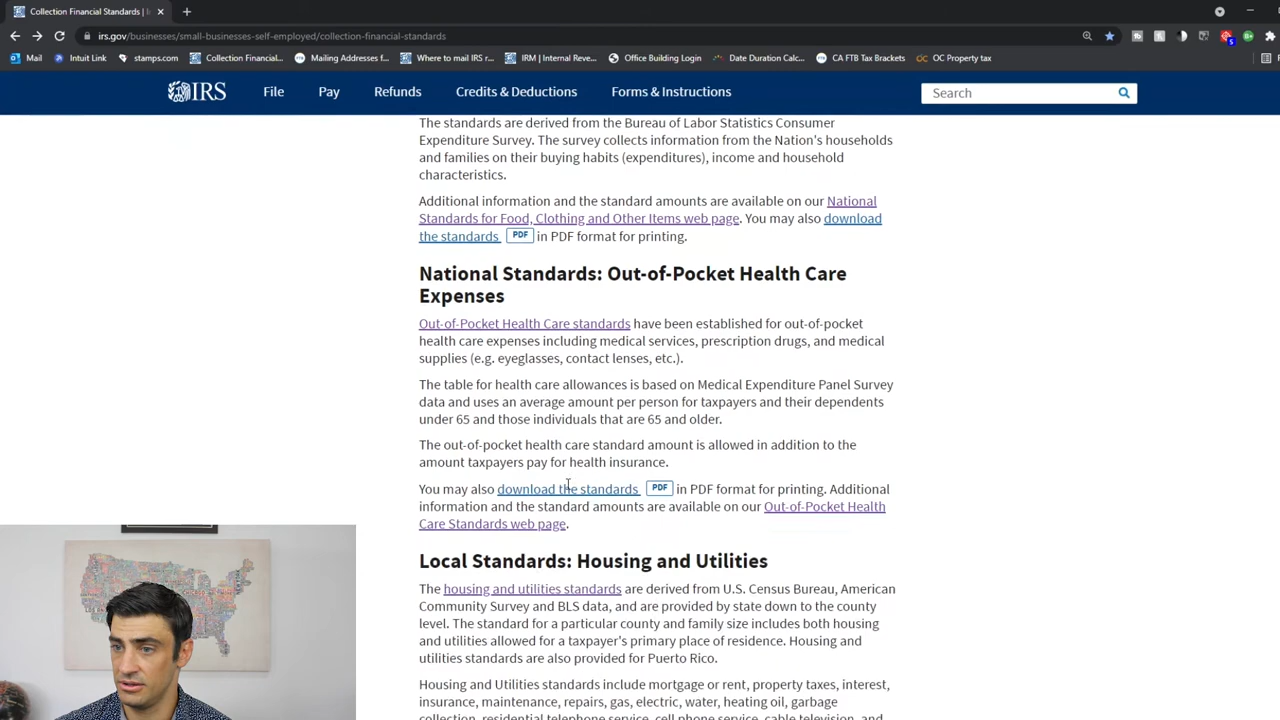 Collection Financial Standards | I
irs.gov/businesses/small-businesses-self-employed/collection-financial-standards
Mail
Intuit Link
stamps.com
Collection Financial...
Mailing Addresses f...
Where to mail IRS r...
IRM | Internal Reve...
Office Building Login
Date Duration Calc...
CA FTB Tax Brackets
OC Property tax
IRS
File
Pay
Refunds
Credits & Deductions
Forms & Instructions
Search
The standards are derived from the Bureau of Labor Statistics Consumer
Expenditure Survey. The survey collects information from the Nation's households
and families on their buying habits (expenditures), income and household
characteristics.
Additional information and the standard amounts are available on our National
Standards for Food, Clothing and Other Items web page. You may also download
the standards PDF in PDF format for printing.
National Standards: Out-of-Pocket Health Care
Expenses
Out-of-Pocket Health Care standards have been established for out-of-pocket
health care expenses including medical services, prescription drugs, and medical
supplies (e.g. eyeglasses, contact lenses, etc.).
The table for health care allowances is based on Medical Expenditure Panel Survey
data and uses an average amount per person for taxpayers and their dependents
under 65 and those individuals that are 65 and older.
The out-of-pocket health care standard amount is allowed in addition to the
amount taxpayers pay for health insurance.
You may also download the standards PDF in PDF format for printing. Additional
information and the standard amounts are available on our Out-of-Pocket Health
Care Standards web page.
Local Standards: Housing and Utilities
The housing and utilities standards are derived from U.S. Census Bureau, American
Community Survey and BLS data, and are provided by state down to the county
level. The standard for a particular county and family size includes both housing
and utilities allowed for a taxpayer's primary place of residence. Housing and
utilities standards are also provided for Puerto Rico.
Housing and Utilities standards include mortgage or rent, property taxes, interest,
insurance, maintenance, repairs, gas, electric, water, heating oil, garbage
collection, residential telephone service, cell phone service, cable television, and